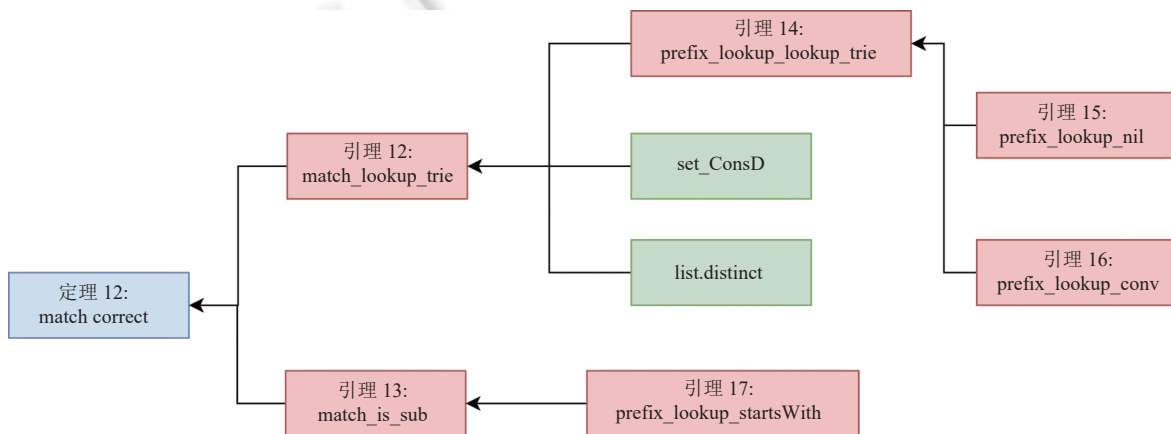 引理 14:
prefix_lookup_lookup_trie
引理 15:
prefix_lookup_nil
引理 12:
match_lookup_trie
set_ConsD
list.distinct
引理 16:
prefix_lookup_conv
定理 12:
match correct
引理 13:
match_is_sub
引理 17:
prefix_lookup_startsWith